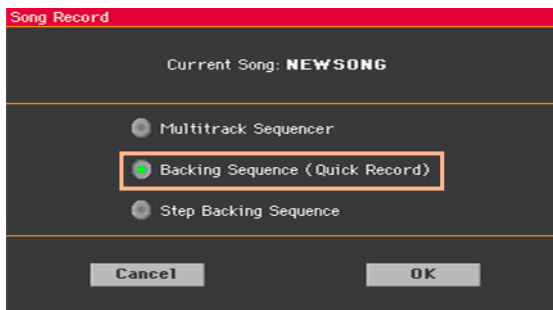 Song Record
Current Song: NEWSONG
Multitrack Sequencer
Backing Sequence (Quick Record)
Step Backing Sequence
Cancel OK